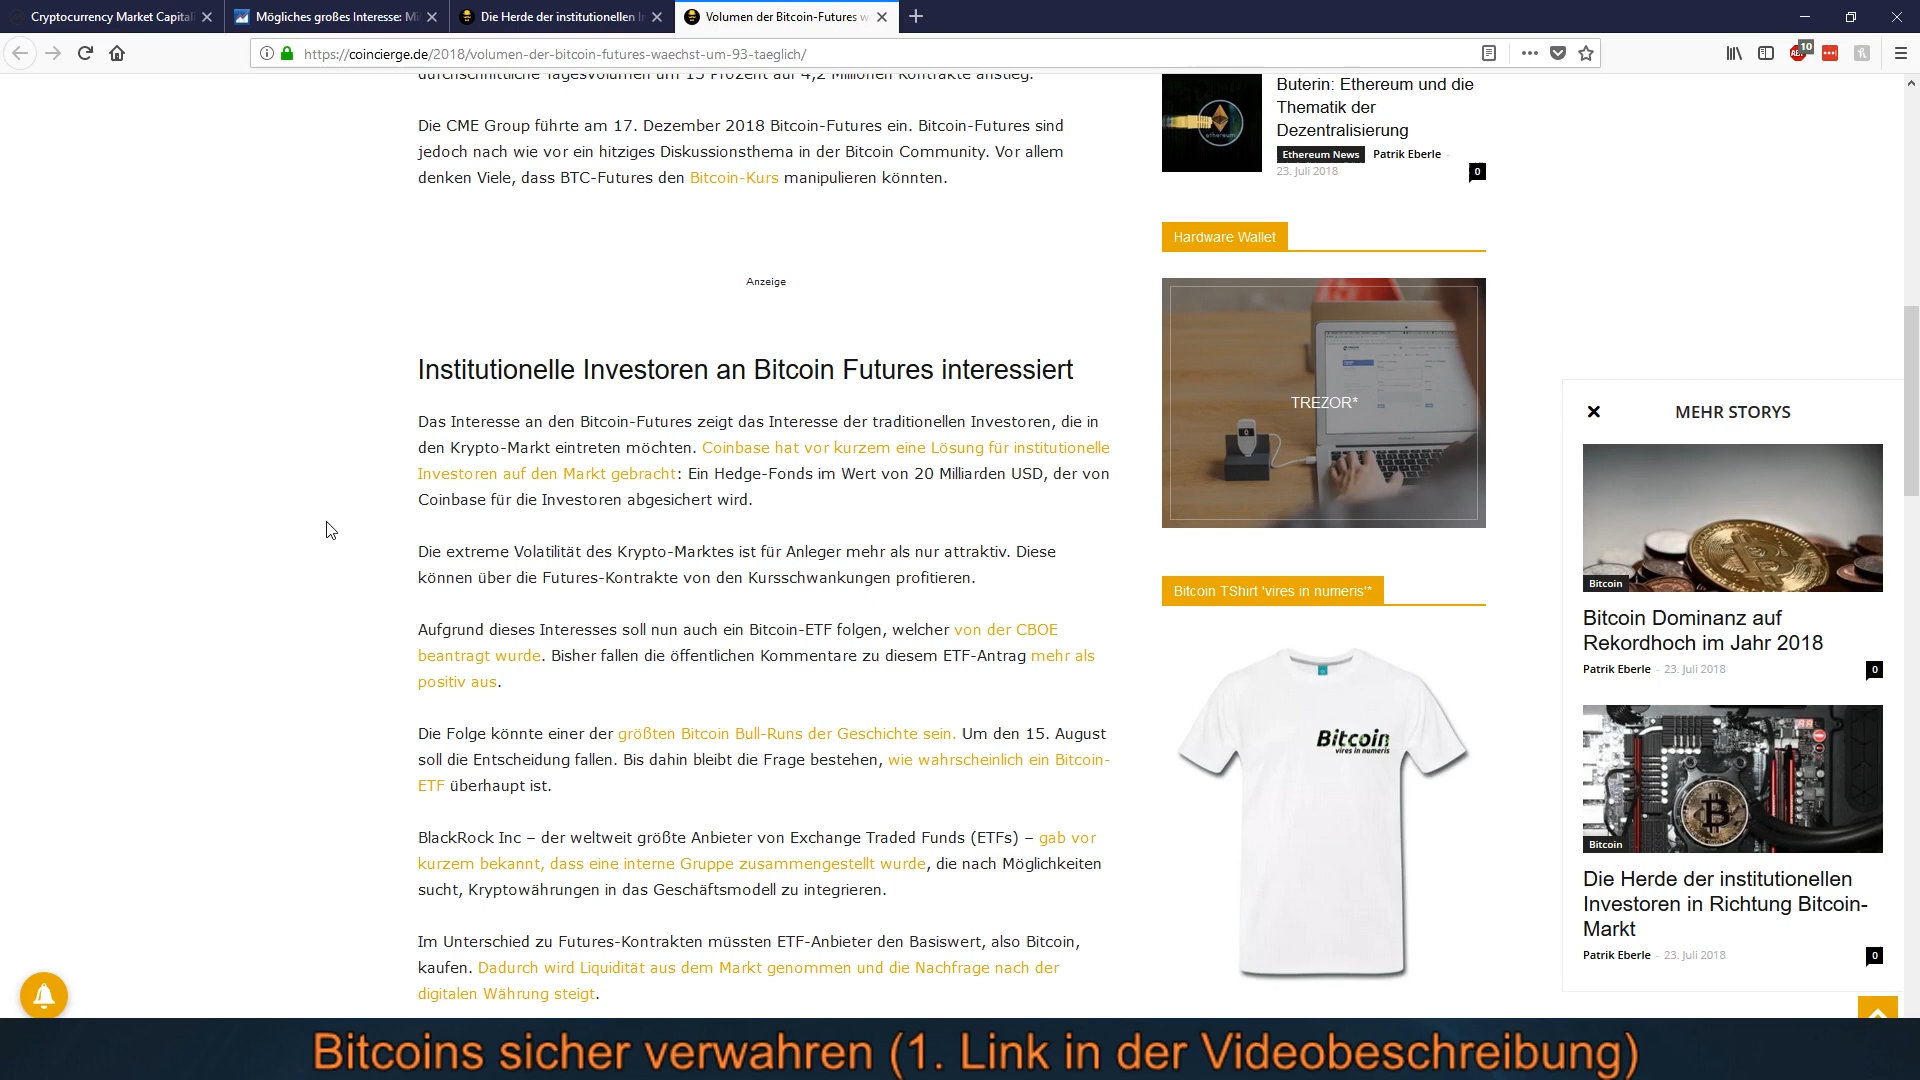 Cryptocurrency Market Capital
Mögliches großes Interesse: Mi
Die Herde der institutionellen I
Volumen der Bitcoin-Futures w
https://coincierge.de/2018/volumen-der-bitcoin-futures-waechst-um-93-taeglich/
10
ABP
durchschnittliche Tagesvolumen um 15 Prozent auf 4,2 Millionen Kontrakte anstieg.
Die CME Group führte am 17. Dezember 2018 Bitcoin-Futures ein. Bitcoin-Futures sind
jedoch nach wie vor ein hitziges Diskussionsthema in der Bitcoin Community. Vor allem
denken Viele, dass BTC-Futures den Bitcoin-Kurs manipulieren könnten.
Anzeige
Institutionelle Investoren an Bitcoin Futures interessiert
Das Interesse an den Bitcoin-Futures zeigt das Interesse der traditionellen Investoren, die in
den Krypto-Markt eintreten möchten. Coinbase hat vor kurzem eine Lösung für institutionelle
Investoren auf den Markt gebracht: Ein Hedge-Fonds im Wert von 20 Milliarden USD, der von
Coinbase für die Investoren abgesichert wird.
Die extreme Volatilität des Krypto-Marktes ist für Anleger mehr als nur attraktiv. Diese
können über die Futures-Kontrakte von den Kursschwankungen profitieren.
Aufgrund dieses Interesses soll nun auch ein Bitcoin-ETF folgen, welcher von der CBOE
beantragt wurde. Bisher fallen die öffentlichen Kommentare zu diesem ETF-Antrag mehr als
positiv aus.
Die Folge könnte einer der größten Bitcoin Bull-Runs der Geschichte sein. Um den 15. August
soll die Entscheidung fallen. Bis dahin bleibt die Frage bestehen, wie wahrscheinlich ein Bitcoin-
ETF überhaupt ist.
BlackRock Inc – der weltweit größte Anbieter von Exchange Traded Funds (ETFs) – gab vor
kurzem bekannt, dass eine interne Gruppe zusammengestellt wurde, die nach Möglichkeiten
sucht, Kryptowährungen in das Geschäftsmodell zu integrieren.
Im Unterschied zu Futures-Kontrakten müssten ETF-Anbieter den Basiswert, also Bitcoin,
kaufen. Dadurch wird Liquidität aus dem Markt genommen und die Nachfrage nach der
digitalen Währung steigt.
ethereum
Buterin: Ethereum und die
Thematik der
Dezentralisierung
Ethereum News Patrik Eberle -
23. Juli 2018
0
Hardware Wallet
TREZOR*
Bitcoin TShirt 'vires in numeris'*
Bitcoin
vires in numeris
MEHR STORYS
Bitcoin
Bitcoin Dominanz auf
Rekordhoch im Jahr 2018
Patrik Eberle - 23. Juli 2018
0
Bitcoin
Die Herde der institutionellen
Investoren in Richtung Bitcoin-
Markt
Patrik Eberle - 23. Juli 2018
0
Bitcoins sicher verwahren (1. Link in der Videobeschreibung)